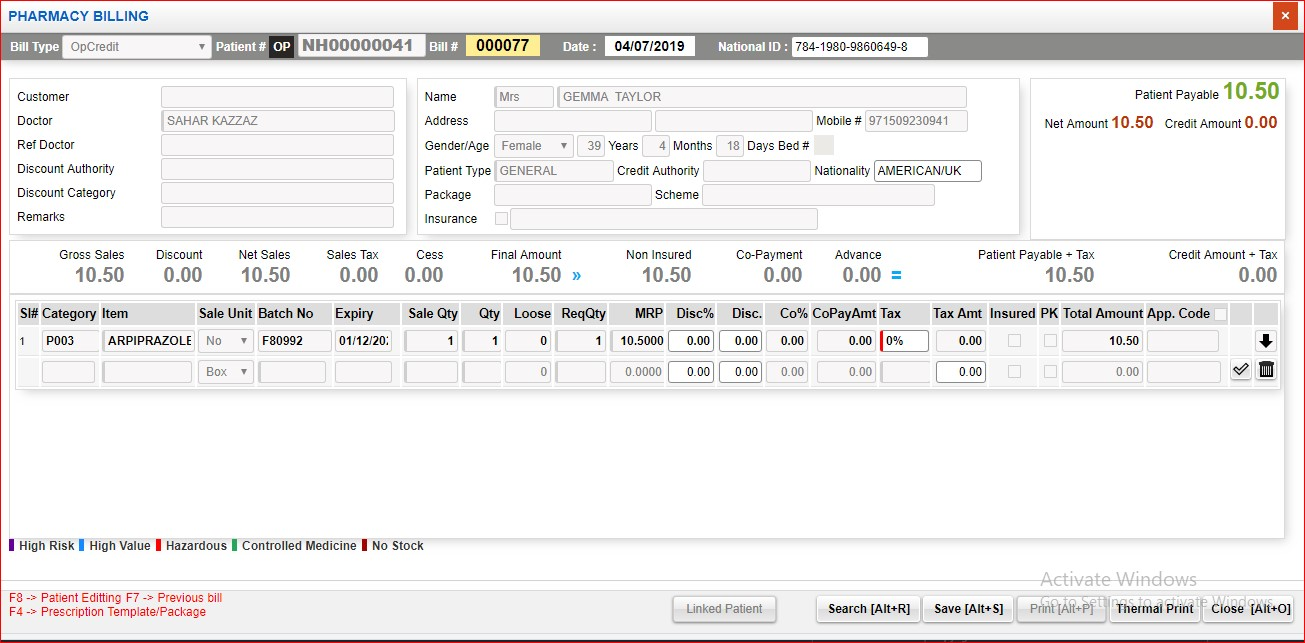 PHARMACY BILLING
×
Bill Type OpCredit Patient # OP NH00000041 Bill # 000077 Date : 04/07/2019 National ID : 784-1980-9860649-8
Customer
Doctor SAHAR KAZZAZ
Ref Doctor
Discount Authority
Discount Category
Remarks
Name Mrs GEMMA TAYLOR
Address Mobile # 971509230941
Gender/Age Female 39 Years 4 Months 18 Days Bed #
Patient Type GENERAL Credit Authority Nationality AMERICAN/UK
Package Scheme
Insurance
Patient Payable 10.50
Net Amount 10.50 Credit Amount 0.00
Gross Sales Discount Net Sales Sales Tax Cess Final Amount Non Insured Co-Payment Advance Patient Payable + Tax Credit Amount + Tax
10.50 0.00 10.50 0.00 0.00 10.50 » 10.50 0.00 0.00 = 10.50 0.00
Sl# Category Item Sale Unit Batch No Expiry Sale Qty Qty Loose ReqQty MRP Disc% Disc. Co% CoPayAmt Tax Tax Amt Insured PK Total Amount App. Code
1 P003 ARPIPRAZOLE No F80992 01/12/20 1 1 0 1 10.5000 0.00 0.00 0.00 0.00 0% 0.00 10.50
Box 0 0.0000 0.00 0.00 0.00 0.00 0.00 0.00
High Risk High Value Hazardous Controlled Medicine No Stock
Activate Windows
Go to Settings to activate Windows.
F8 -> Patient Editting F7 -> Previous bill
F4 -> Prescription Template/Package
Linked Patient Search [Alt+R] Save [Alt+S] Print [Alt+P] Thermal Print Close [Alt+O]